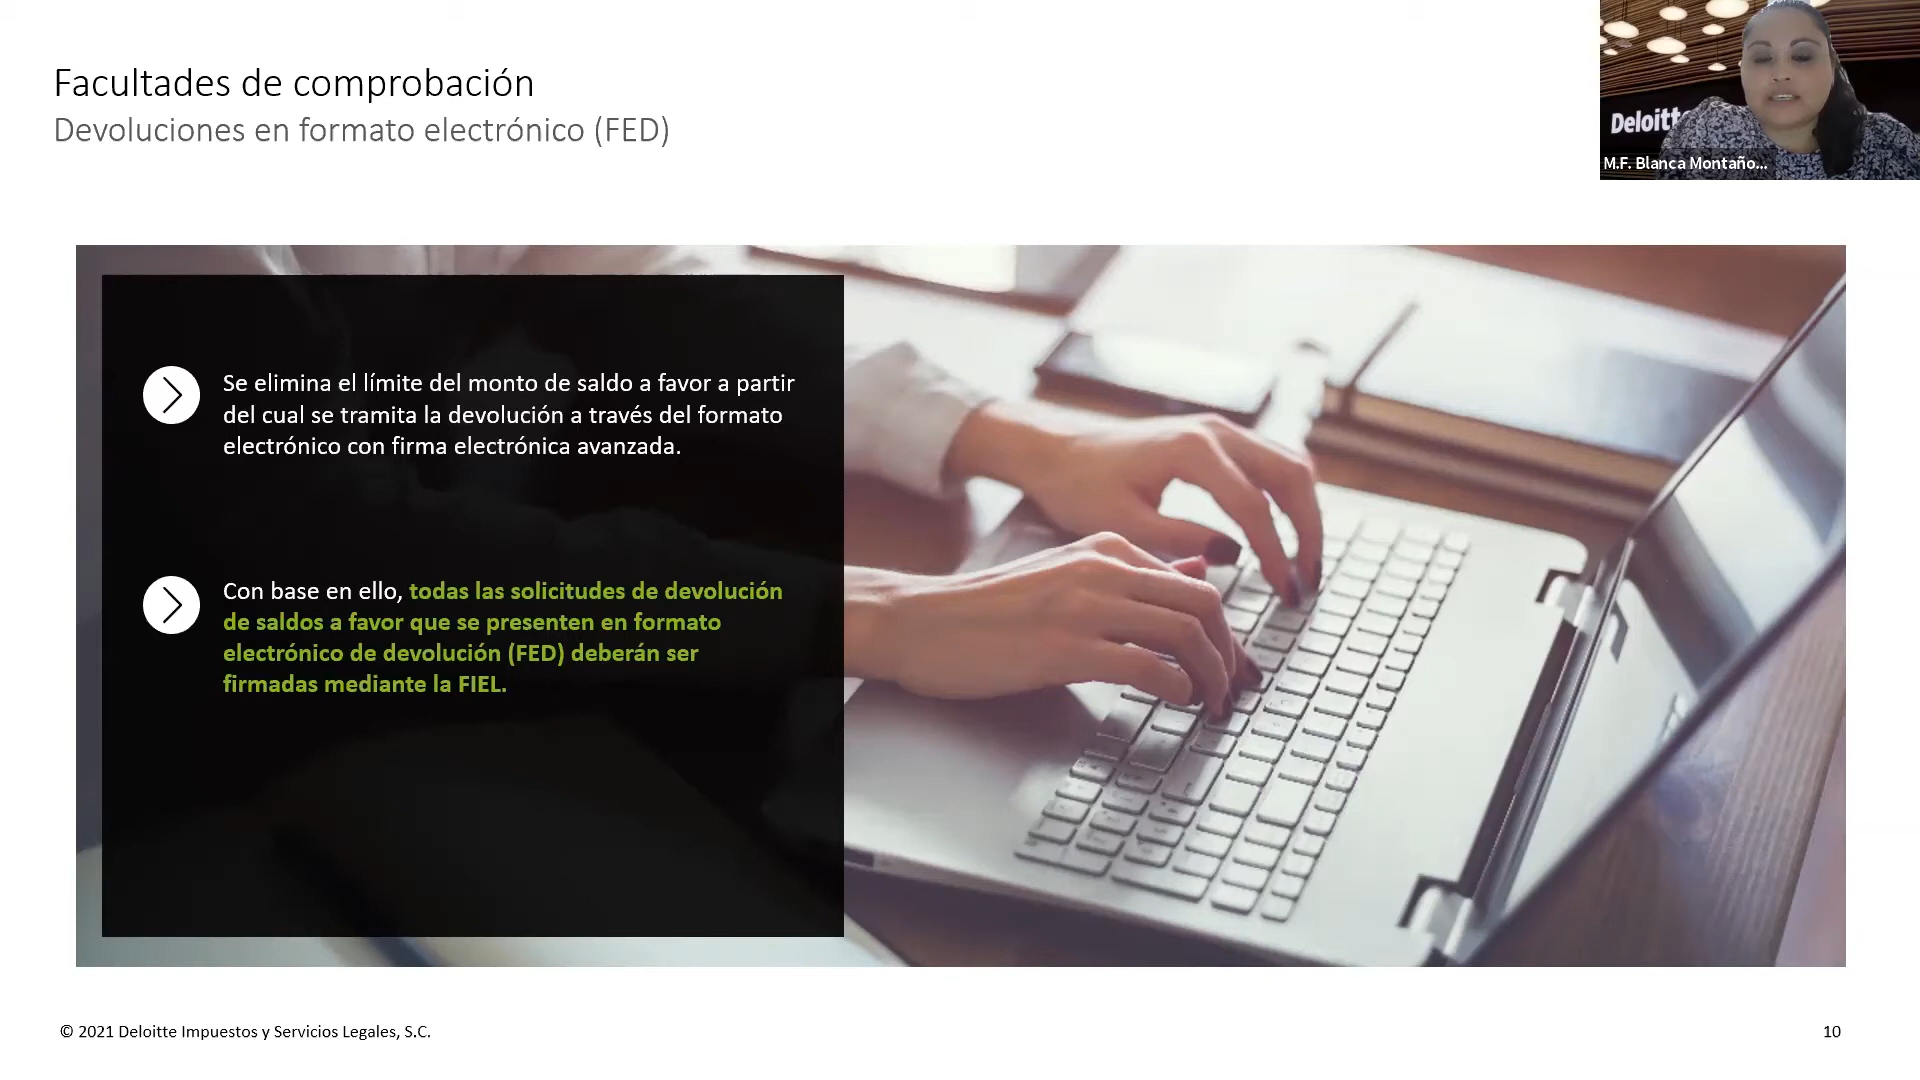 Facultades de comprobación
Devoluciones en formato electrónico (FED)
Deloitte
M.F. Blanca Montaño...
Se elimina el límite del monto de saldo a favor a partir
del cual se tramita la devolución a través del formato
electrónico con firma electrónica avanzada.
Con base en ello, todas las solicitudes de devolución
de saldos a favor que se presenten en formato
electrónico de devolución (FED) deberán ser
firmadas mediante la FIEL.
© 2021 Deloitte Impuestos y Servicios Legales, S.C.
10